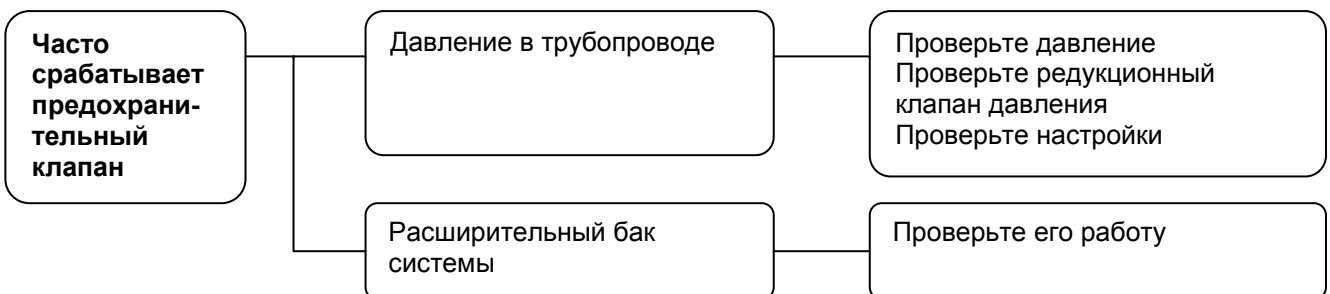 Часто
срабатывает
предохрани-
тельный
клапан
Давление в трубопроводе
Проверьте давление
Проверьте редукционный
клапан давления
Проверьте настройки
Расширительный бак
системы
Проверьте его работу